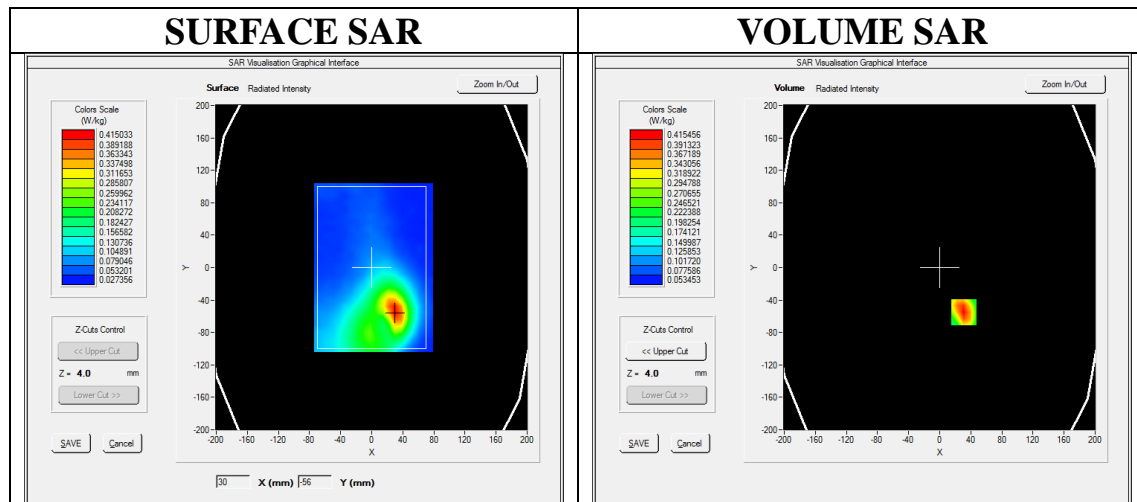 SURFACE SAR
SAR Visualisation Graphical Interface
Surface Radiated Intensity
Zoom In/Out
Colors Scale
(W/kg)
0.415033
0.389188
0.363343
0.337498
0.311653
0.285807
0.259962
0.234117
0.208272
0.182427
0.156582
0.130736
0.104891
0.079046
0.053201
0.027356
Z-Cuts Control
<< Upper Cut
Z = 4.0 mm
Lower Cut >>
SAVE Cancel
200
160
120
80
40
0
-40
-80
-120
-160
-200
Y
-200 -160 -120 -80 -40 0 40 80 120 160 200
X
30 X (mm) -56 Y (mm)
VOLUME SAR
SAR Visualisation Graphical Interface
Volume Radiated Intensity
Zoom In/Out
Colors Scale
(W/kg)
0.415456
0.391323
0.367189
0.343056
0.318922
0.294788
0.270655
0.246521
0.222388
0.198254
0.174121
0.149987
0.125853
0.101720
0.077586
0.053453
Z-Cuts Control
<< Upper Cut
Z = 4.0 mm
Lower Cut >>
SAVE Cancel
200
160
120
80
40
0
-40
-80
-120
-160
-200
Y
-200 -160 -120 -80 -40 0 40 80 120 160 200
X